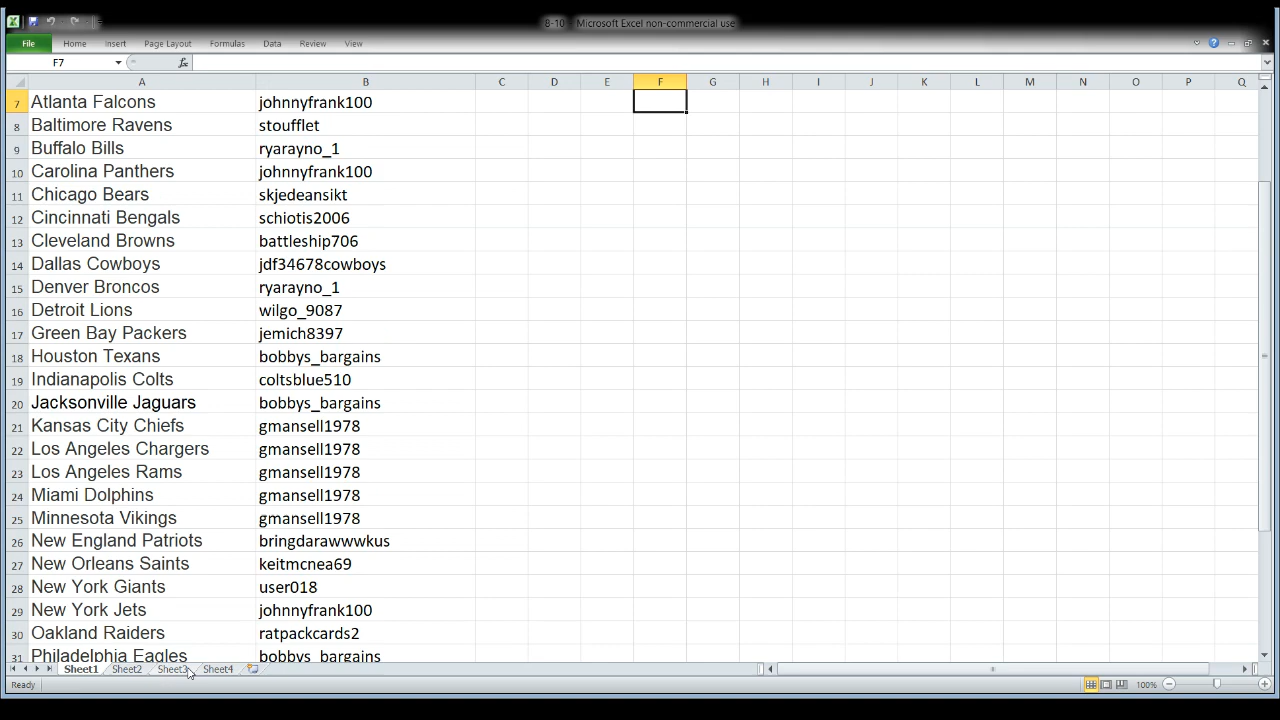 8-10 - Microsoft Excel non-commercial use
File Home Insert Page Layout Formulas Data Review View
F7 fx
A B C D E F G H I J K L M N O P Q
7 Atlanta Falcons johnnyfrank100
8 Baltimore Ravens stoufflet
9 Buffalo Bills ryarayno_1
10 Carolina Panthers johnnyfrank100
11 Chicago Bears skjedeansikt
12 Cincinnati Bengals schiotis2006
13 Cleveland Browns battleship706
14 Dallas Cowboys jdf34678cowboys
15 Denver Broncos ryarayno_1
16 Detroit Lions wilgo_9087
17 Green Bay Packers jemich8397
18 Houston Texans bobbys_bargains
19 Indianapolis Colts coltsblue510
20 Jacksonville Jaguars bobbys_bargains
21 Kansas City Chiefs gmansell1978
22 Los Angeles Chargers gmansell1978
23 Los Angeles Rams gmansell1978
24 Miami Dolphins gmansell1978
25 Minnesota Vikings gmansell1978
26 New England Patriots bringdarawwwkus
27 New Orleans Saints keitmcnea69
28 New York Giants user018
29 New York Jets johnnyfrank100
30 Oakland Raiders ratpackcards2
31 Philadelphia Eagles bobbys_bargains
Sheet1 Sheet2 Sheet3 Sheet4
Ready 100%